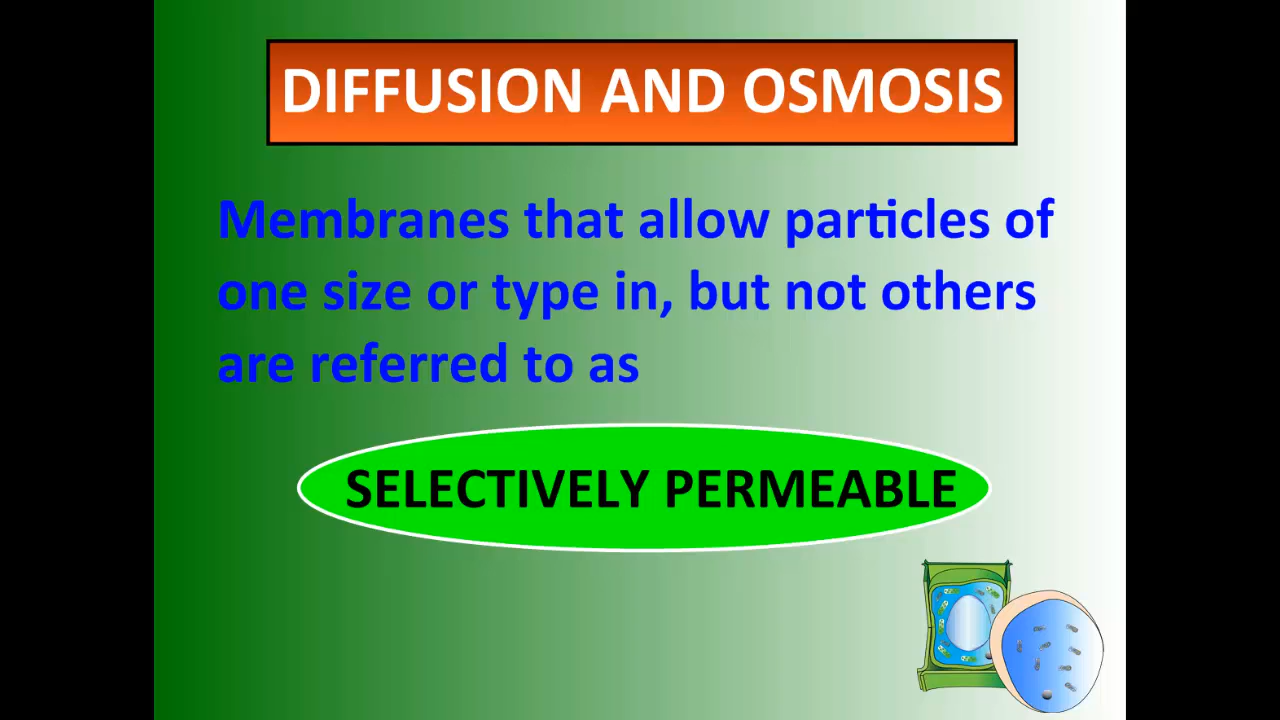 DIFFUSION AND OSMOSIS
Membranes that allow particles of
one size or type in, but not others
are referred to as
SELECTIVELY PERMEABLE